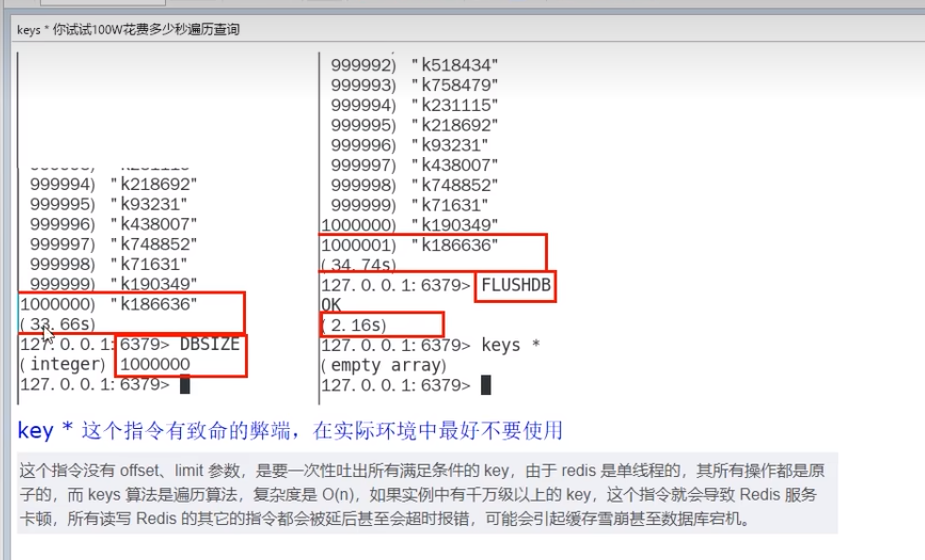 keys * 你试试100W花费多少秒遍历查询
999994) "k218692"
999995) "k93231"
999996) "k438007"
999997) "k748852"
999998) "k71631"
999999) "k190349"
1000000) "k186636"
(33.66s)
127.0.0.1:6379> DBSIZE
(integer) 1000000
127.0.0.1:6379>
999992) "k518434"
999993) "k758479"
999994) "k231115"
999995) "k218692"
999996) "k93231"
999997) "k438007"
999998) "k748852"
999999) "k71631"
1000000) "k190349"
1000001) "k186636"
(34.74s)
127.0.0.1:6379> FLUSHDB
OK
(2.16s)
127.0.0.1:6379> keys *
(empty array)
127.0.0.1:6379>
key * 这个指令有致命的弊端，在实际环境中最好不要使用
这个指令没有 offset、limit 参数，是要一次性吐出所有满足条件的 key，由于 redis 是单线程的，其所有操作都是原
子的，而 keys 算法是遍历算法，复杂度是 O(n)，如果实例中有千万级以上的 key，这个指令就会导致 Redis 服务
卡顿，所有读写 Redis 的其它的指令都会被延后甚至会超时报错，可能会引起缓存雪崩甚至数据库宕机。